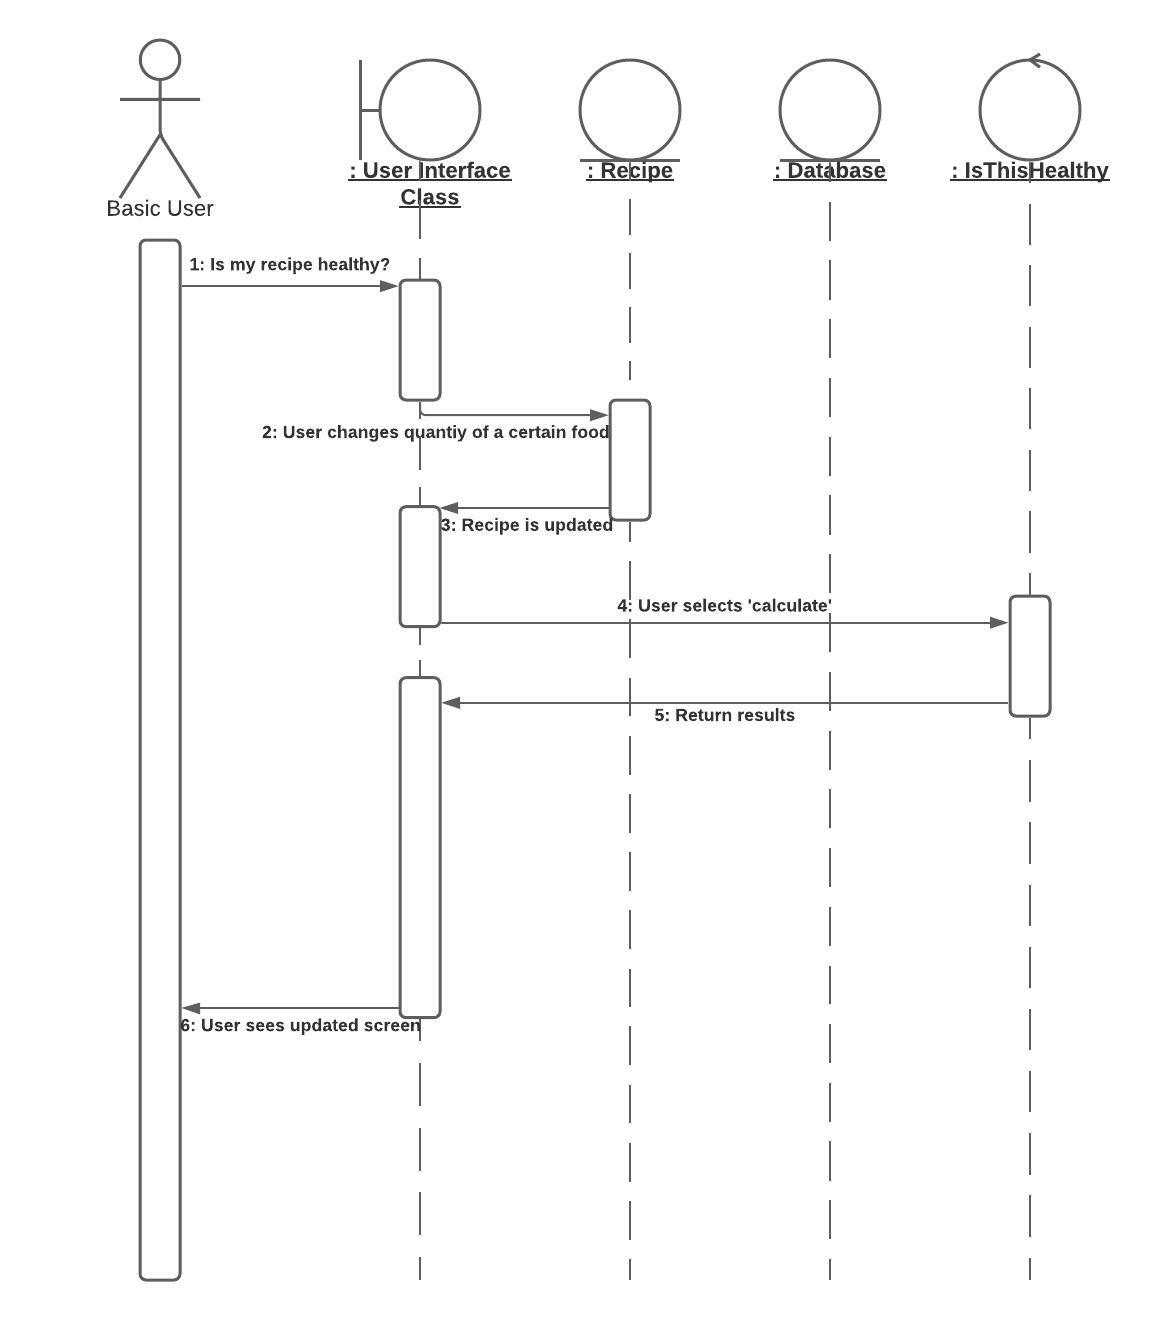 Basic User
: User Interface
Class
: Recipe
: Database
: IsThisHealthy
1: Is my recipe healthy?
2: User changes quantiy of a certain food
3: Recipe is updated
4: User selects 'calculate'
5: Return results
6: User sees updated screen